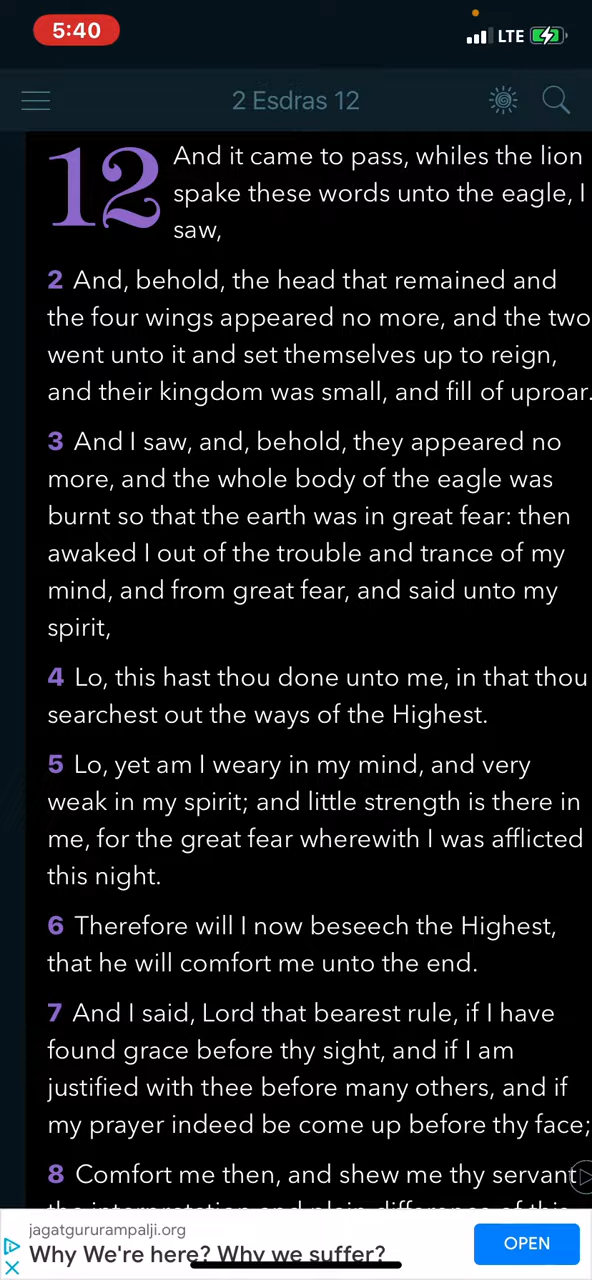 5:40
LTE
2 Esdras 12
12 And it came to pass, whiles the lion
spake these words unto the eagle, I
saw,
2 And, behold, the head that remained and
the four wings appeared no more, and the two
went unto it and set themselves up to reign,
and their kingdom was small, and fill of uproar.
3 And I saw, and, behold, they appeared no
more, and the whole body of the eagle was
burnt so that the earth was in great fear: then
awaked I out of the trouble and trance of my
mind, and from great fear, and said unto my
spirit,
4 Lo, this hast thou done unto me, in that thou
searchest out the ways of the Highest.
5 Lo, yet am I weary in my mind, and very
weak in my spirit; and little strength is there in
me, for the great fear wherewith I was afflicted
this night.
6 Therefore will I now beseech the Highest,
that he will comfort me unto the end.
7 And I said, Lord that bearest rule, if I have
found grace before thy sight, and if I am
justified with thee before many others, and if
my prayer indeed be come up before thy face;
8 Comfort me then, and shew me thy servant
the interpretation and plain difference of this
jagatgururampalji.org
Why We're here? Why we suffer?
OPEN